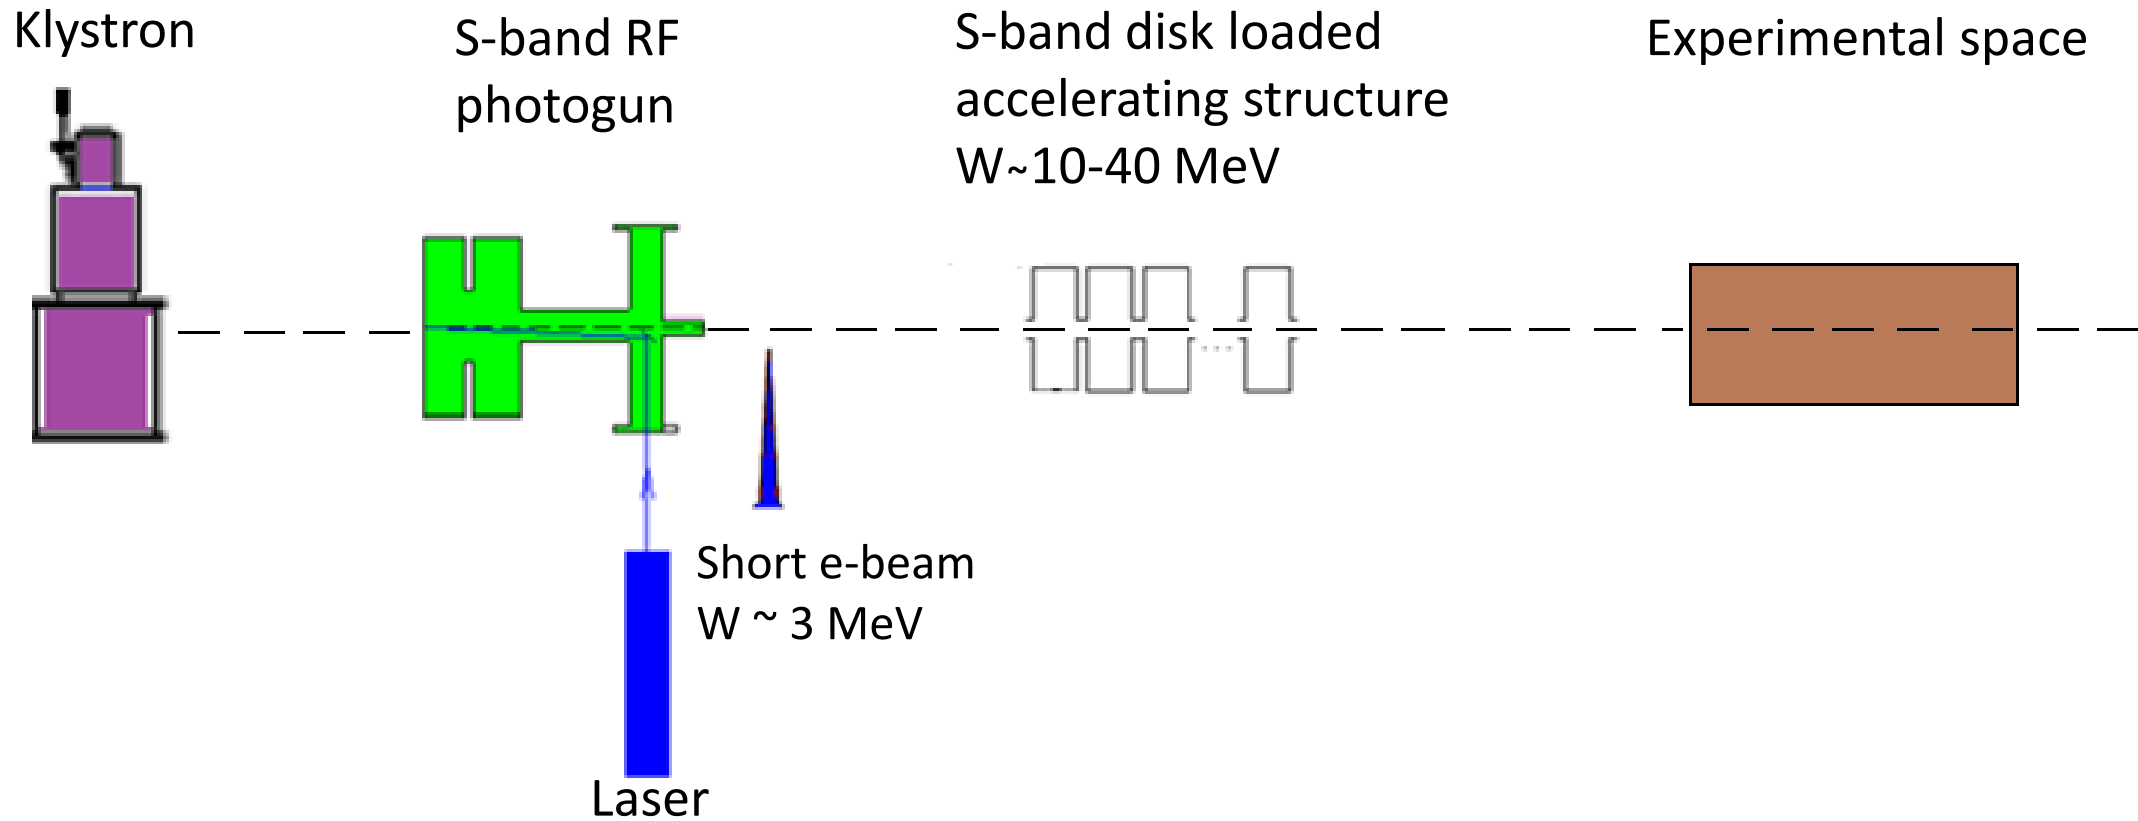 Klystron
S-band RF
photogun
S-band disk loaded
accelerating structure
W~10-40 MeV
Experimental space
Short e-beam
W ~ 3 MeV
Laser